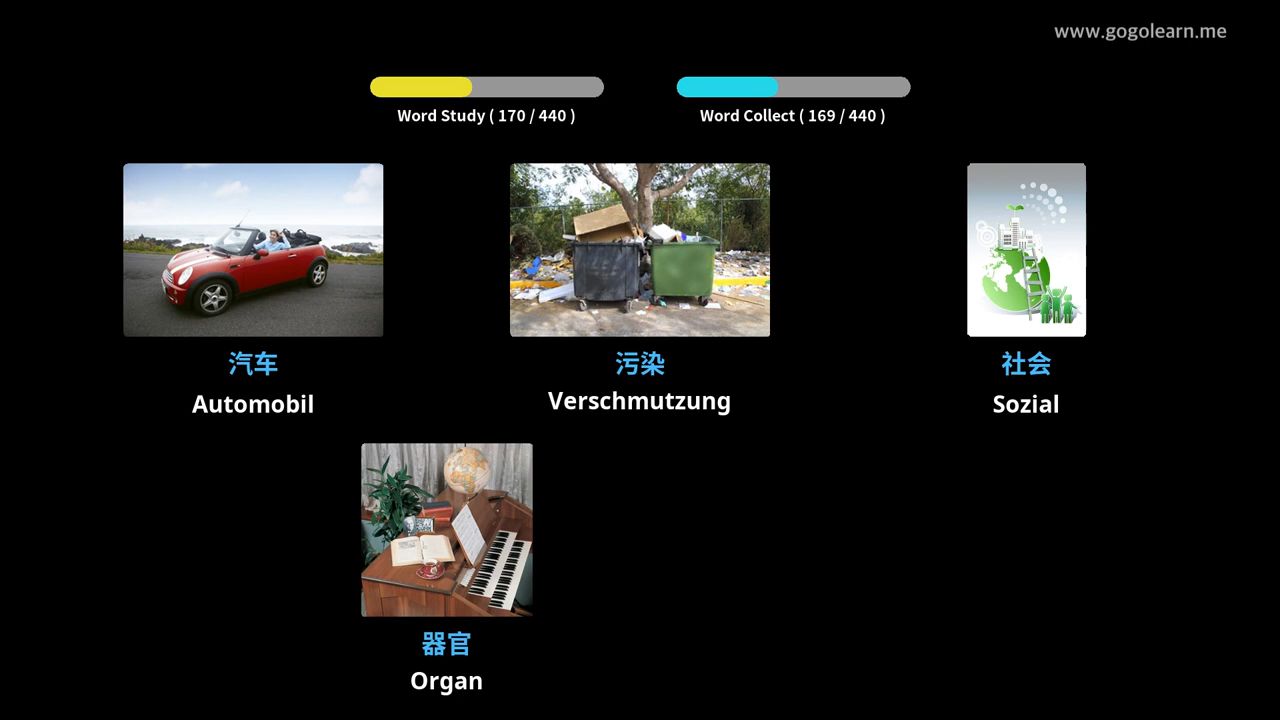 www.gogolearn.me
Word Study ( 170 / 440 )
Word Collect ( 169 / 440 )
汽车
Automobil
污染
Verschmutzung
社会
Sozial
器官
Organ